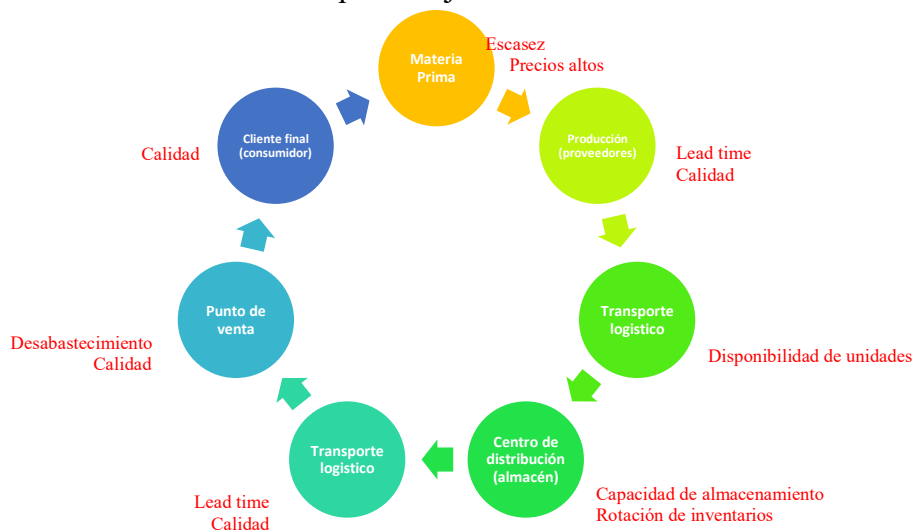 Materia
Prima
Escasez
Precios altos
Producción
(proveedores)
Lead time
Calidad
Transporte
logistico
Disponibilidad de unidades
Centro de
distribución
(almacén)
Capacidad de almacenamiento
Rotación de inventarios
Transporte
logistico
Lead time
Calidad
Punto de
venta
Desabastecimiento
Calidad
Cliente final
(consumidor)
Calidad